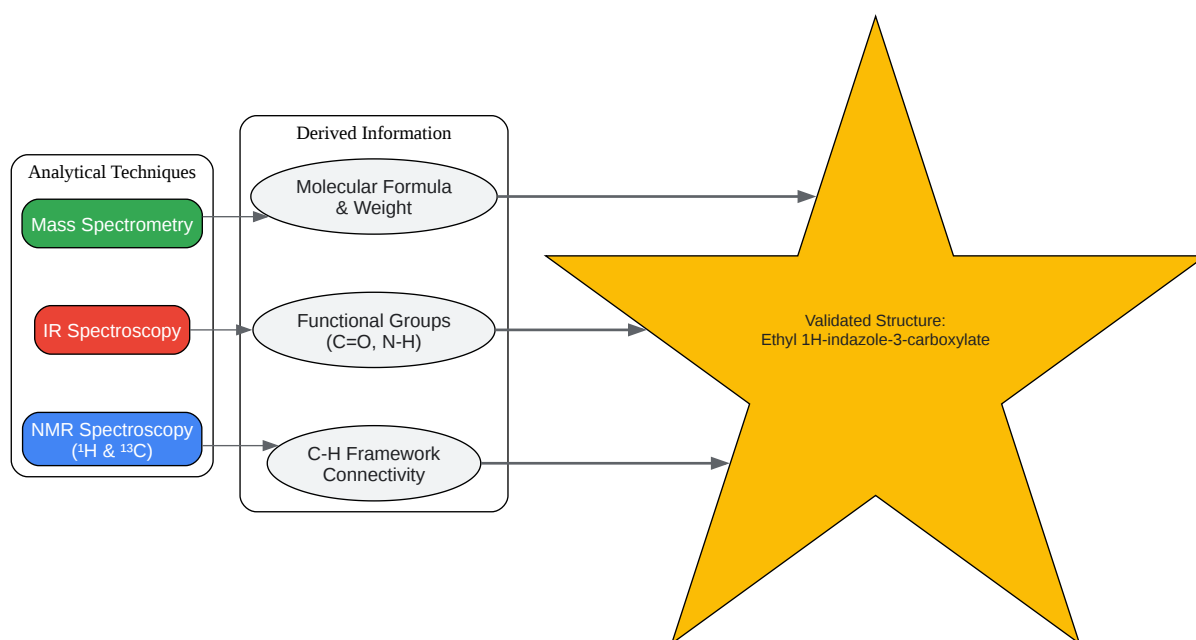 Analytical Techniques
Mass Spectrometry
IR Spectroscopy
NMR Spectroscopy
(¹H & ¹³C)
Derived Information
Molecular Formula
& Weight
Functional Groups
(C=O, N-H)
C-H Framework
Connectivity
Validated Structure:
Ethyl 1H-indazole-3-carboxylate